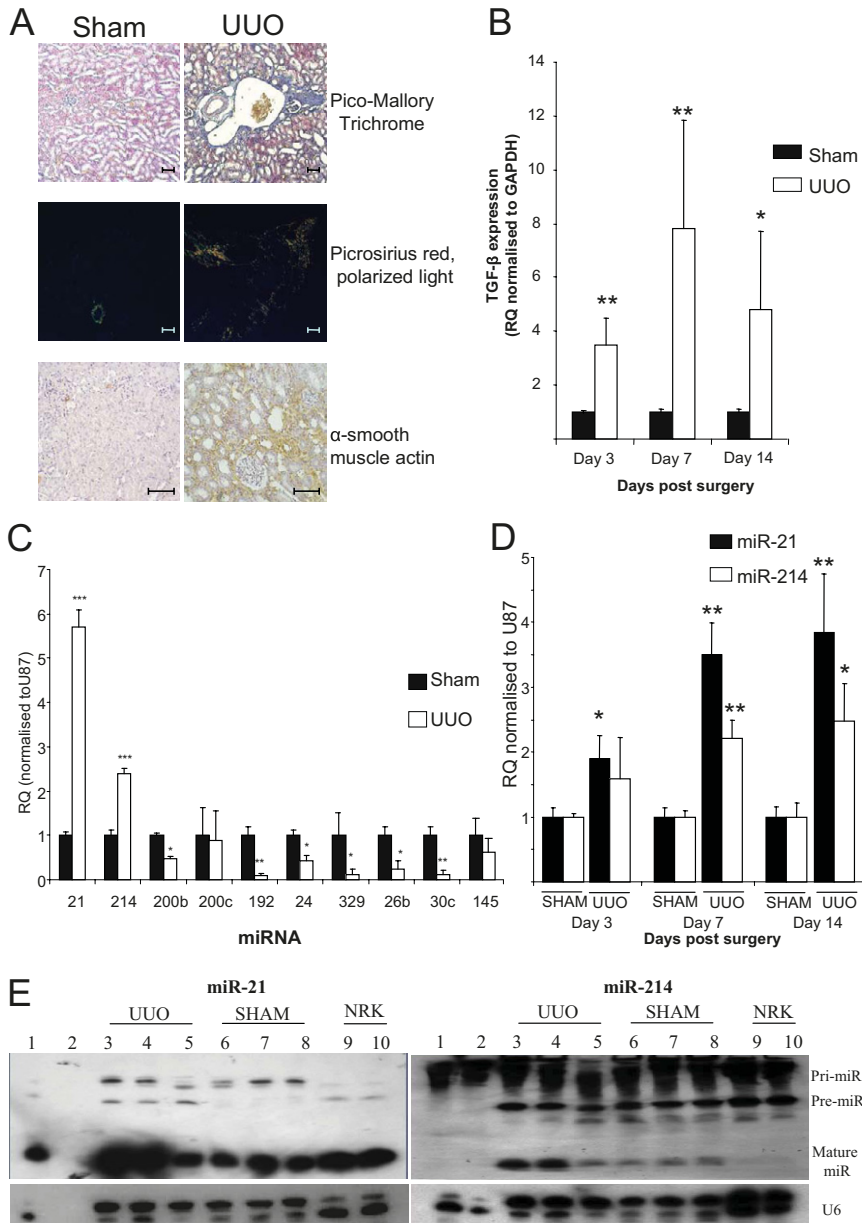 A
Sham
UUO
Pico-Mallory
Trichrome
Picrosirius red,
polarized light
α-smooth
muscle actin
B
TGF-β expression
(RQ normalised to GAPDH)
14
12
10
8
6
4
2
**
**
*
Sham
UUO
Day 3
Day 7
Day 14
Days post surgery
C
RQ (normalised toU87)
7
6
5
4
3
2
1
0
***
***
*
**
*
*
*
**
Sham
UUO
21
214
200b
200c
192
24
329
26b
30c
145
miRNA
D
RQ normalised to U87
5
4
3
2
1
0
miR-21
miR-214
*
**
**
**
*
SHAM UUO
Day 3
SHAM UUO
Day 7
SHAM UUO
Day 14
Days post surgery
E
miR-21
UUO SHAM NRK
1 2 3 4 5 6 7 8 9 10
miR-214
UUO SHAM NRK
1 2 3 4 5 6 7 8 9 10
Pri-miR
Pre-miR
Mature
miR
U6